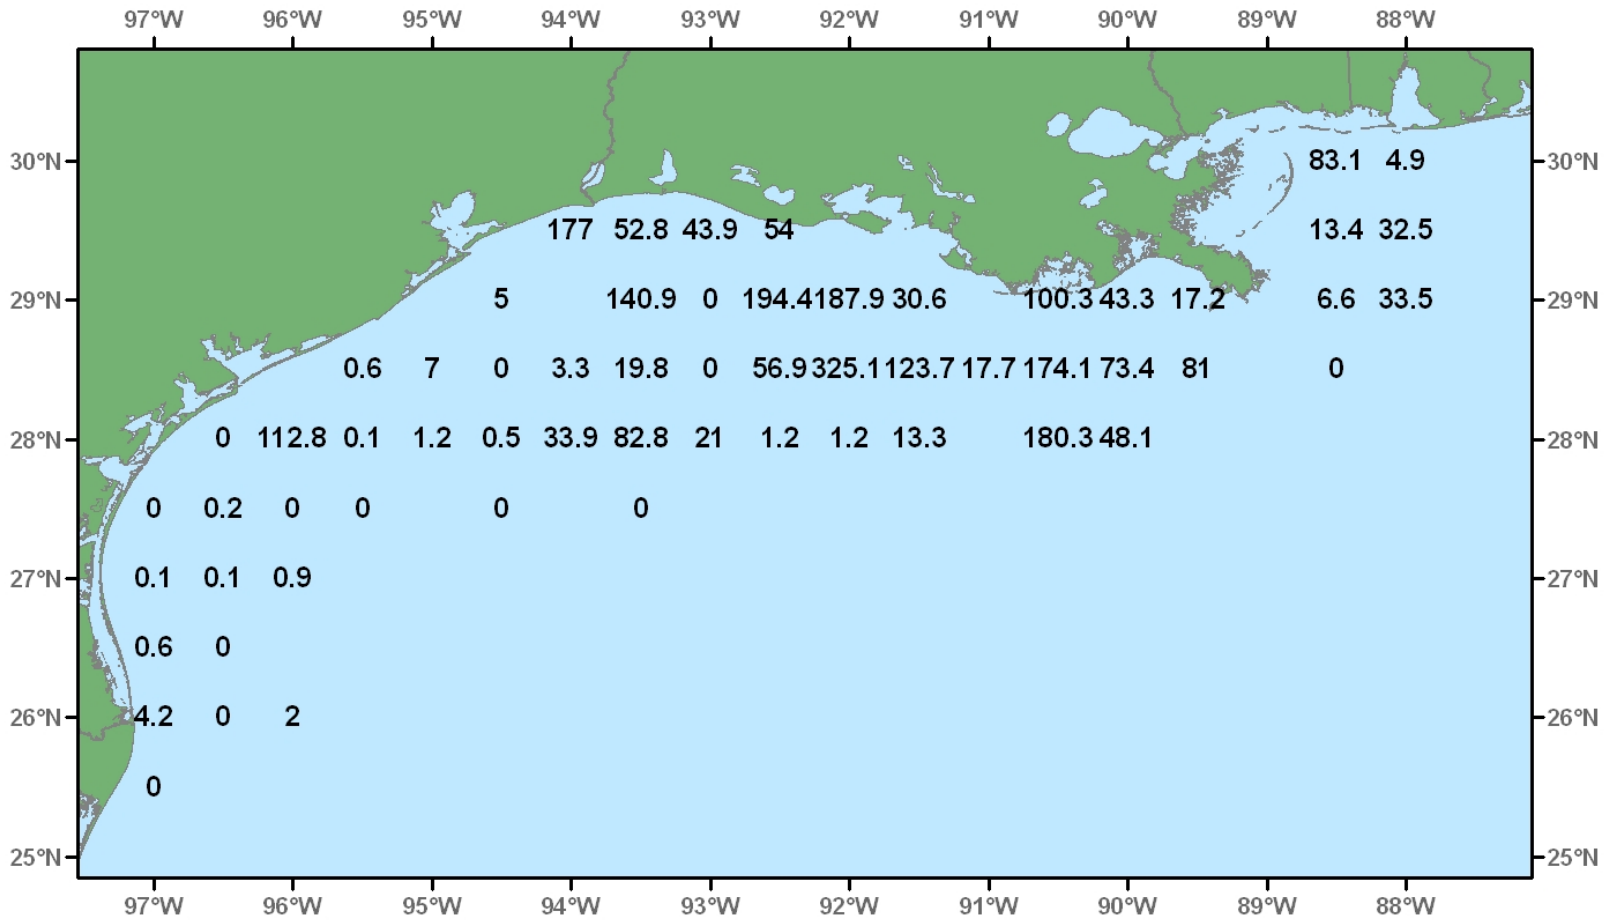 97°W 96°W 95°W 94°W 93°W 92°W 91°W 90°W 89°W 88°W
30°N 83.1 4.9 30°N
177 52.8 43.9 54 13.4 32.5
29°N 5 140.9 0 194.4 187.9 30.6 100.3 43.3 17.2 6.6 33.5 29°N
0.6 7 0 3.3 19.8 0 56.9 325.1 123.7 17.7 174.1 73.4 81 0
28°N 0 112.8 0.1 1.2 0.5 33.9 82.8 21 1.2 1.2 13.3 180.3 48.1 28°N
0 0.2 0 0 0 0
27°N 0.1 0.1 0.9 27°N
0.6 0
26°N 4.2 0 2 26°N
0
25°N 25°N
97°W 96°W 95°W 94°W 93°W 92°W 91°W 90°W 89°W 88°W